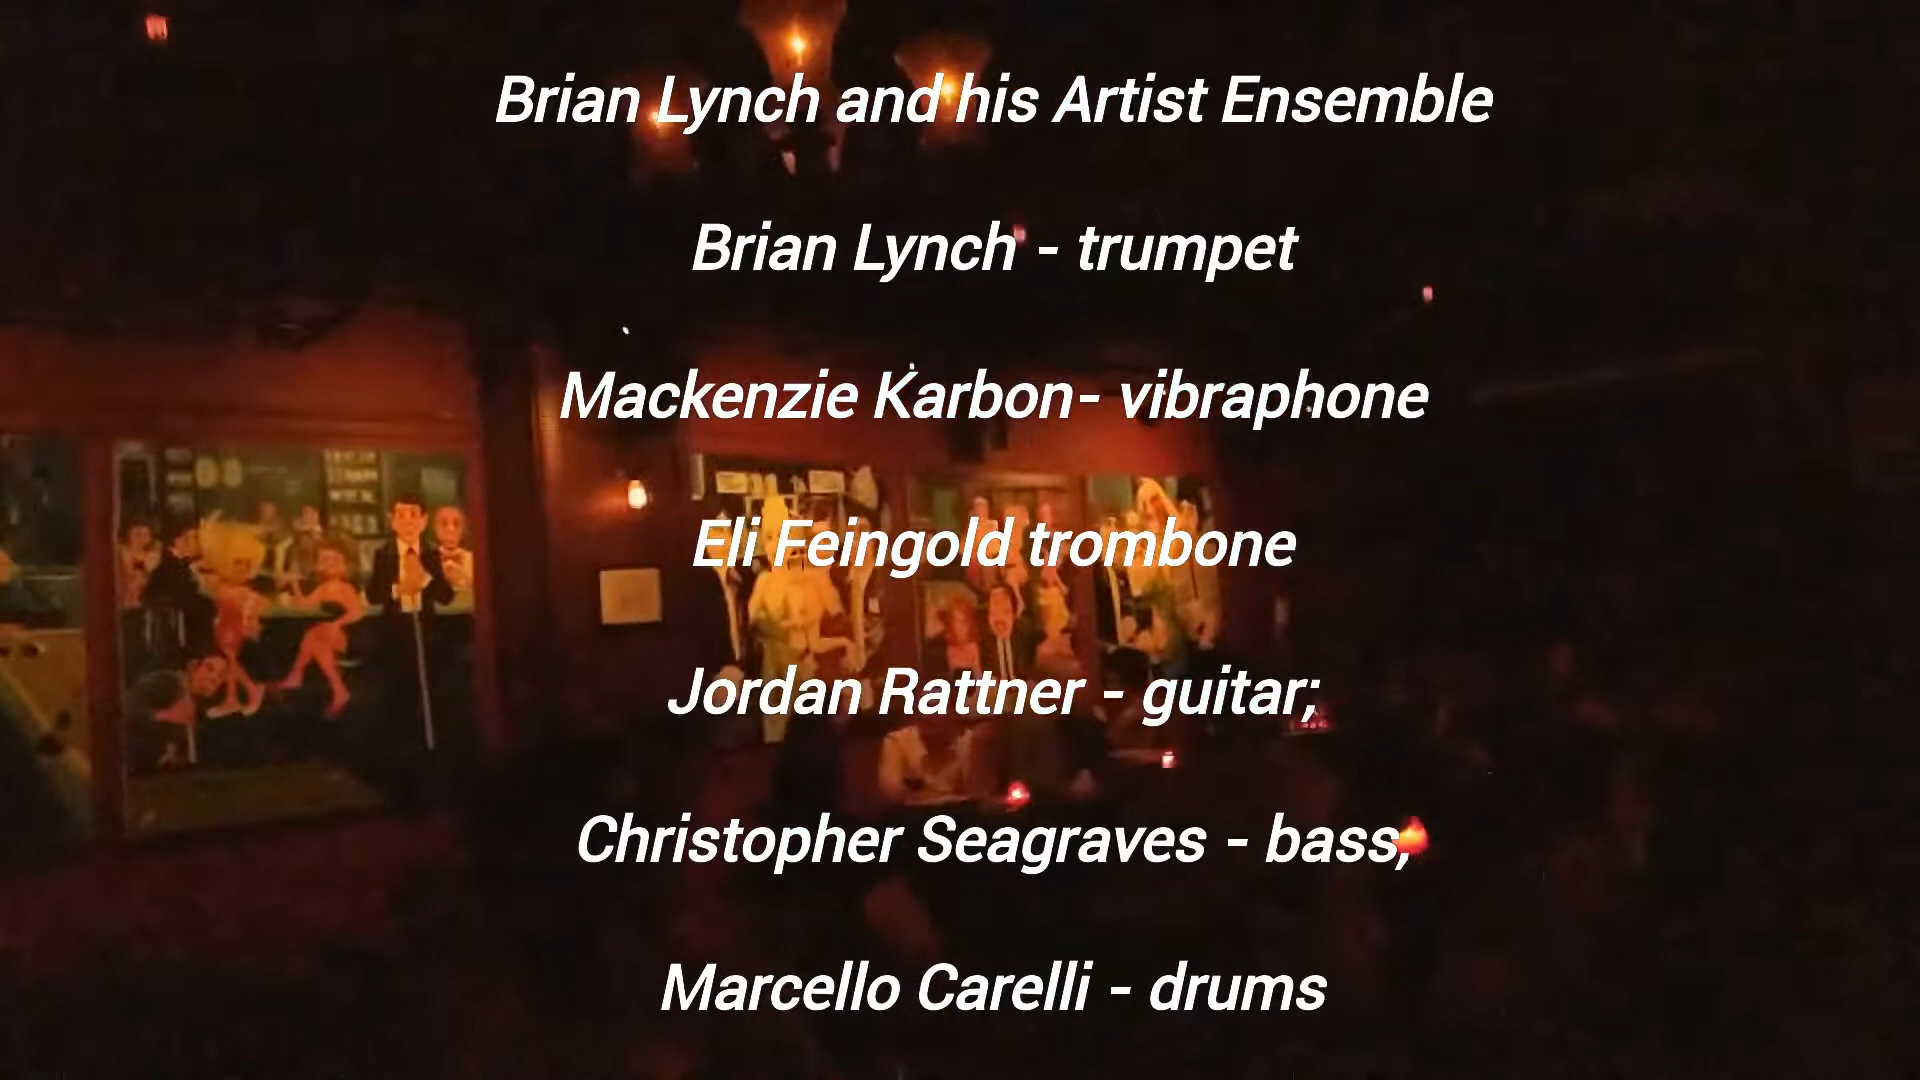 Brian Lynch and his Artist Ensemble
Brian Lynch - trumpet
Mackenzie Karbon- vibraphone
Eli Feingold trombone
Jordan Rattner - guitar;
Christopher Seagraves - bass,
Marcello Carelli - drums